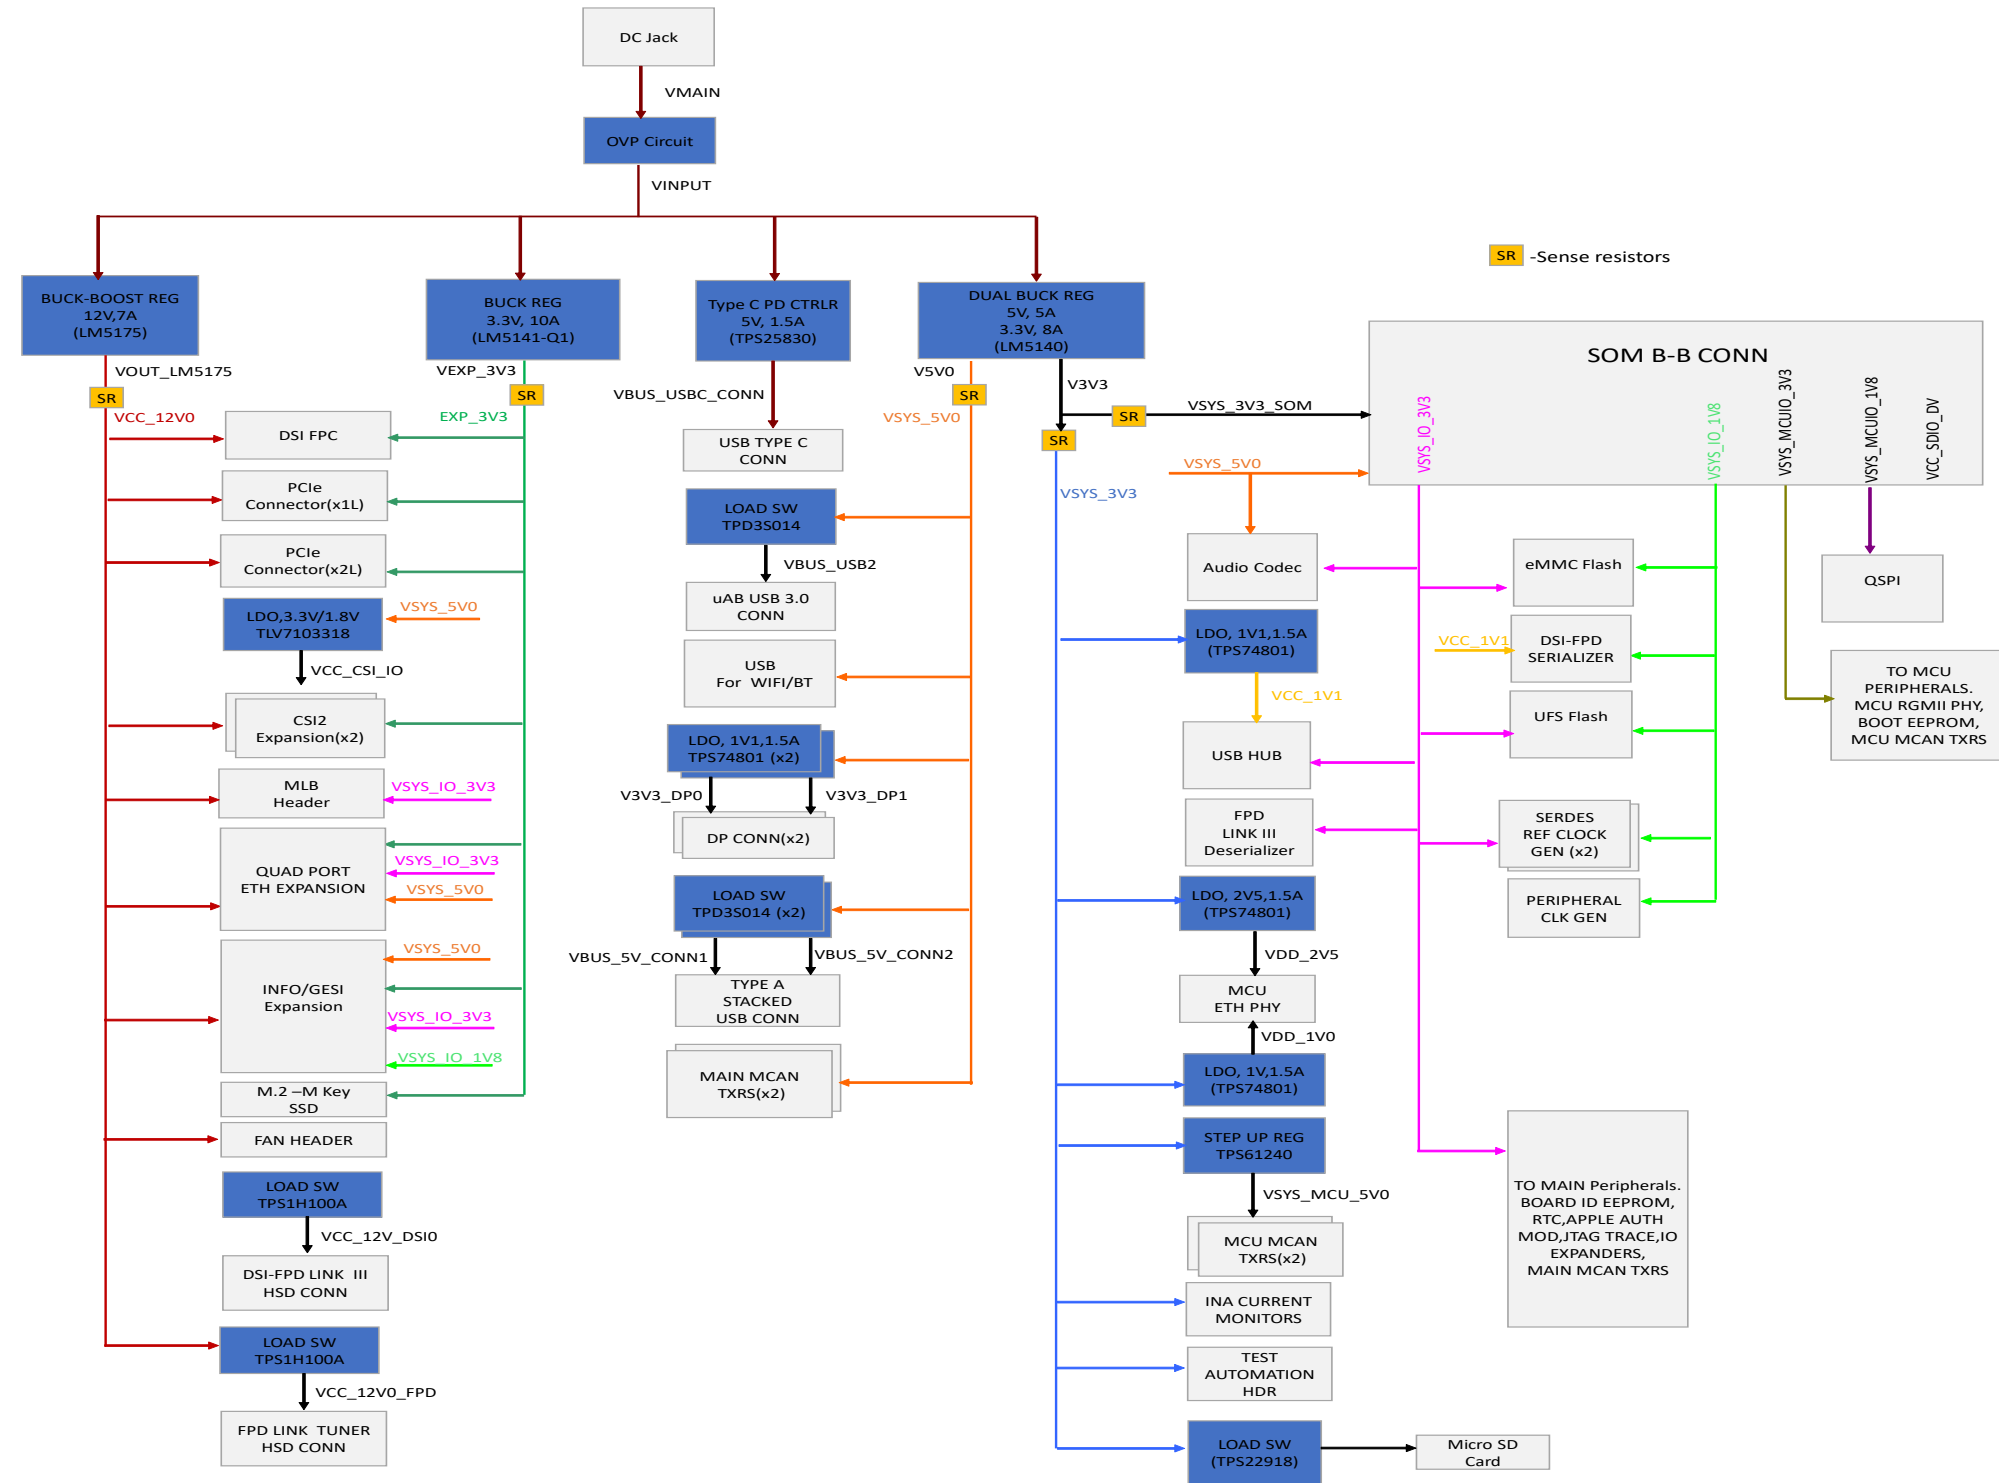 DC Jack
VMAIN
OVP Circuit
VINPUT
SR -Sense resistors
BUCK-BOOST REG
12V,7A
(LM5175)
VOUT_LM5175
SR
VCC_12V0
BUCK REG
3.3V, 10A
(LM5141-Q1)
VEXP_3V3
SR
EXP_3V3
DSI FPC
PCIe
Connector(x1L)
PCIe
Connector(x2L)
LDO,3.3V/1.8V
TLV7103318
VSYS_5V0
VCC_CSI_IO
CSI2
Expansion(x2)
MLB
Header
VSYS_IO_3V3
QUAD PORT
ETH EXPANSION
VSYS_IO_3V3
VSYS_5V0
INFO/GESI
Expansion
VSYS_5V0
VSYS_IO_3V3
VSYS_IO_1V8
M.2 –M Key
SSD
FAN HEADER
LOAD SW
TPS1H100A
VCC_12V_DSI0
DSI-FPD LINK III
HSD CONN
LOAD SW
TPS1H100A
VCC_12V0_FPD
FPD LINK TUNER
HSD CONN
Type C PD CTRLR
5V, 1.5A
(TPS25830)
VBUS_USBC_CONN
USB TYPE C
CONN
LOAD SW
TPD3S014
VBUS_USB2
uAB USB 3.0
CONN
USB
For WIFI/BT
LDO, 1V1,1.5A
TPS74801 (x2)
V3V3_DP0
V3V3_DP1
DP CONN(x2)
LOAD SW
TPD3S014 (x2)
VBUS_5V_CONN1
VBUS_5V_CONN2
TYPE A
STACKED
USB CONN
MAIN MCAN
TXRS(x2)
DUAL BUCK REG
5V, 5A
3.3V, 8A
(LM5140)
V5V0
SR
VSYS_5V0
V3V3
SR
VSYS_3V3_SOM
SR
VSYS_3V3
VSYS_5V0
Audio Codec
LDO, 1V1,1.5A
(TPS74801)
VCC_1V1
USB HUB
FPD
LINK III
Deserializer
LDO, 2V5,1.5A
(TPS74801)
VDD_2V5
MCU
ETH PHY
VDD_1V0
LDO, 1V,1.5A
(TPS74801)
STEP UP REG
TPS61240
VSYS_MCU_5V0
MCU MCAN
TXRS(x2)
INA CURRENT
MONITORS
TEST
AUTOMATION
HDR
LOAD SW
(TPS22918)
Micro SD
Card
SOM B-B CONN
VSYS_IO_3V3
VSYS_IO_1V8
VSYS_MCUIO_3V3
VSYS_MCUIO_1V8
VCC_SDIO_DV
eMMC Flash
VCC_1V1
DSI-FPD
SERIALIZER
UFS Flash
SERDES
REF CLOCK
GEN (x2)
PERIPHERAL
CLK GEN
QSPI
TO MCU
PERIPHERALS.
MCU RGMII PHY,
BOOT EEPROM,
MCU MCAN TXRS
TO MAIN Peripherals.
BOARD ID EEPROM,
RTC,APPLE AUTH
MOD,JTAG TRACE,IO
EXPANDERS,
MAIN MCAN TXRS